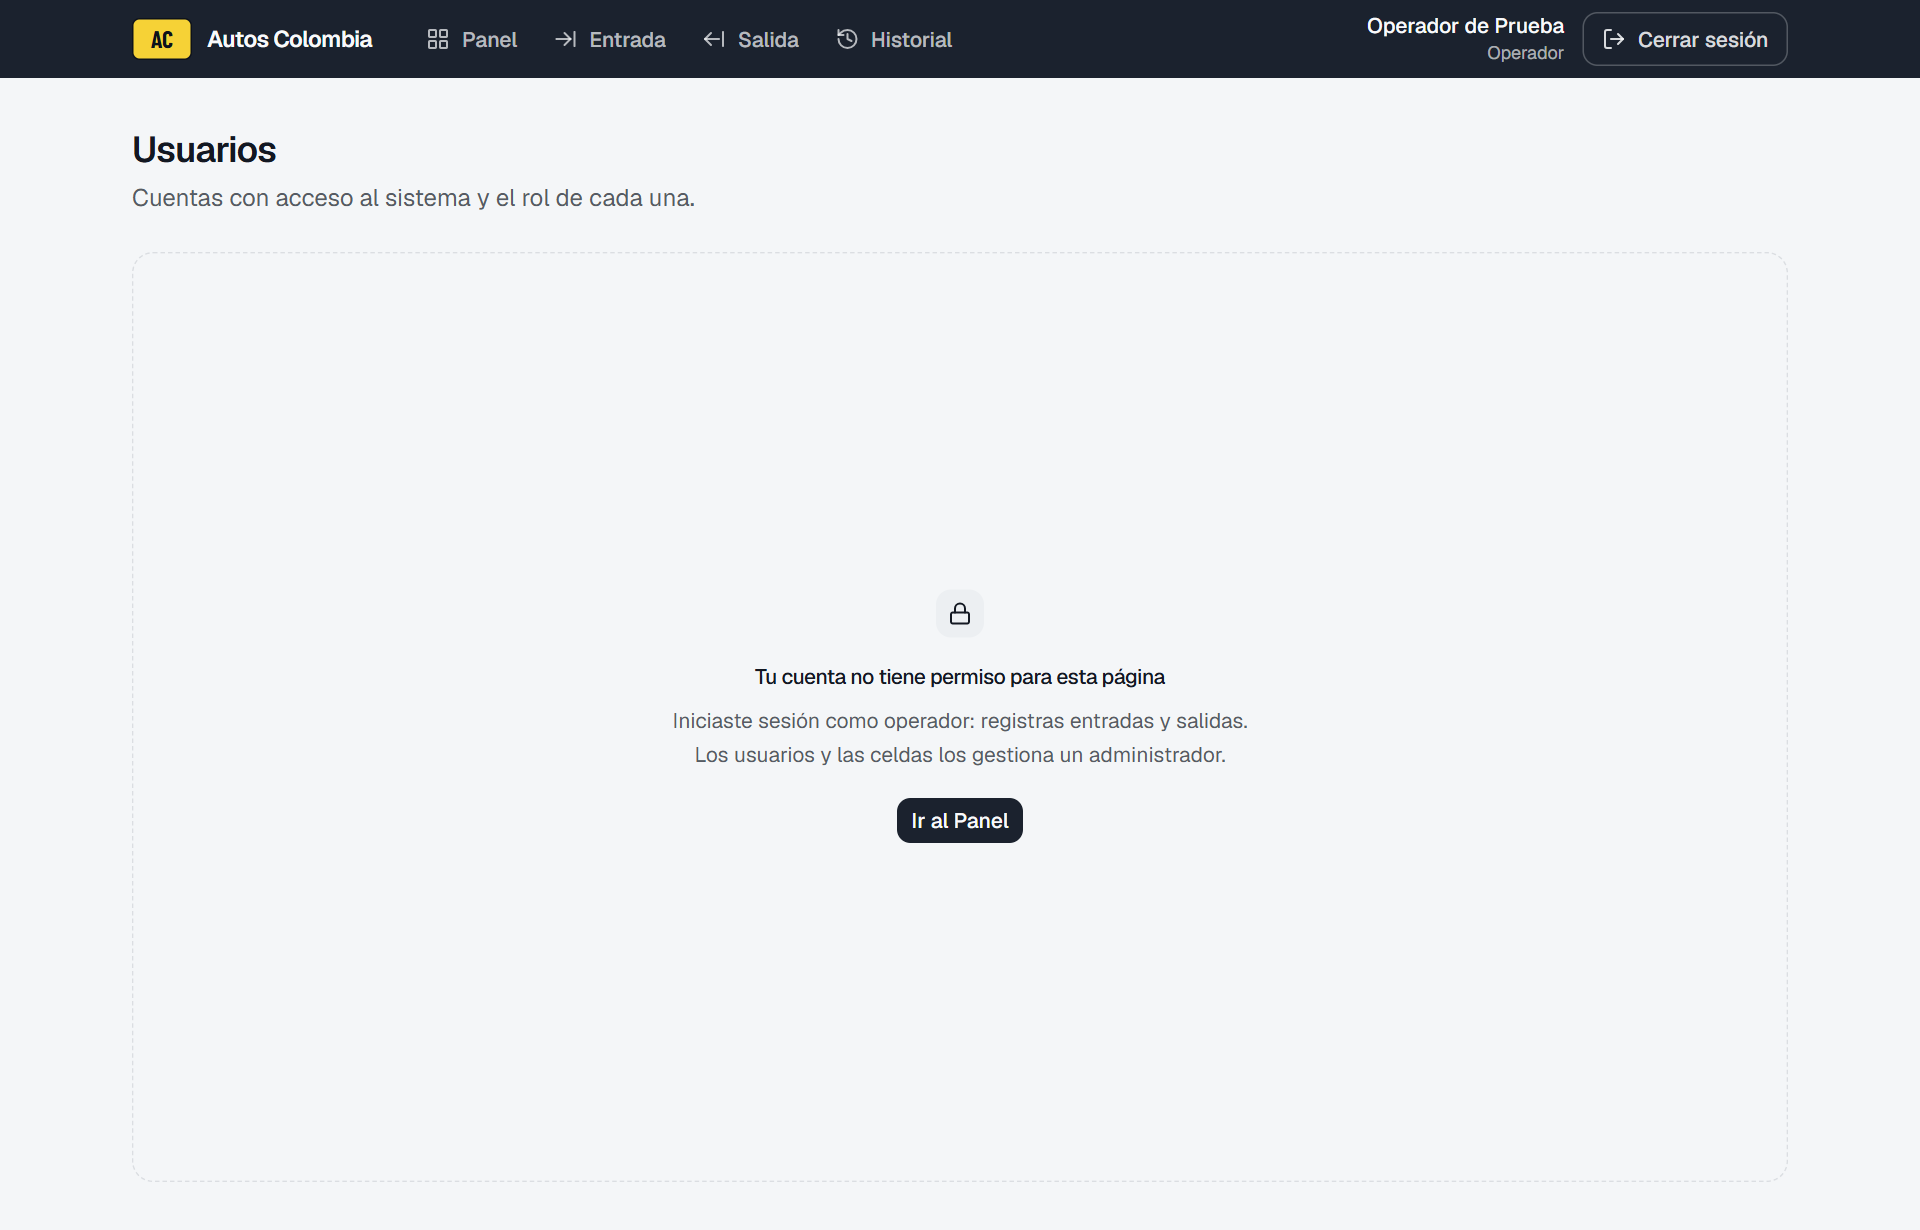 AC
Autos Colombia
Panel
Entrada
Salida
Historial
Operador de Prueba
Operador
Cerrar sesión
Usuarios
Cuentas con acceso al sistema y el rol de cada una.
Tu cuenta no tiene permiso para esta página
Iniciaste sesión como operador: registras entradas y salidas.
Los usuarios y las celdas los gestiona un administrador.
Ir al Panel